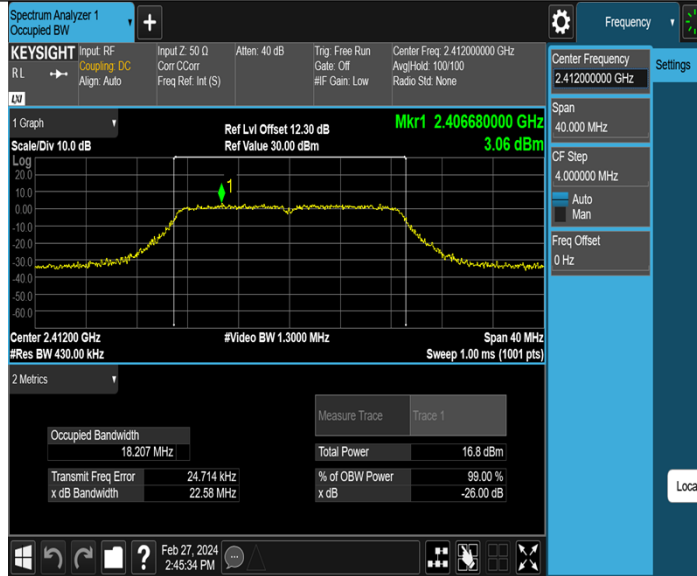 Spectrum Analyzer 1
Occupied BW
Frequency
KEYSIGHT
RL
LXI
Input: RF
Coupling: DC
Align: Auto
Input Z: 50 Ω
Corr CCorr
Freq Ref: Int (S)
Atten: 40 dB
Trig: Free Run
Gate: Off
#IF Gain: Low
Center Freq: 2.412000000 GHz
Avg|Hold: 100/100
Radio Std: None
Center Frequency
2.412000000 GHz
Settings
Span
40.000 MHz
CF Step
4.000000 MHz
Auto
Man
Freq Offset
0 Hz
1 Graph
Scale/Div 10.0 dB
Ref Lvl Offset 12.30 dB
Ref Value 30.00 dBm
Mkr1 2.406680000 GHz
3.06 dBm
Log
20.0
10.0
0.00
-10.0
-20.0
-30.0
-40.0
-50.0
-60.0
1
Center 2.41200 GHz
#Res BW 430.00 kHz
#Video BW 1.3000 MHz
Span 40 MHz
Sweep 1.00 ms (1001 pts)
2 Metrics
Measure Trace
Trace 1
Occupied Bandwidth
18.207 MHz
Total Power
16.8 dBm
Transmit Freq Error
24.714 kHz
% of OBW Power
99.00 %
x dB Bandwidth
22.58 MHz
x dB
-26.00 dB
Loca
?
Feb 27, 2024
2:45:34 PM